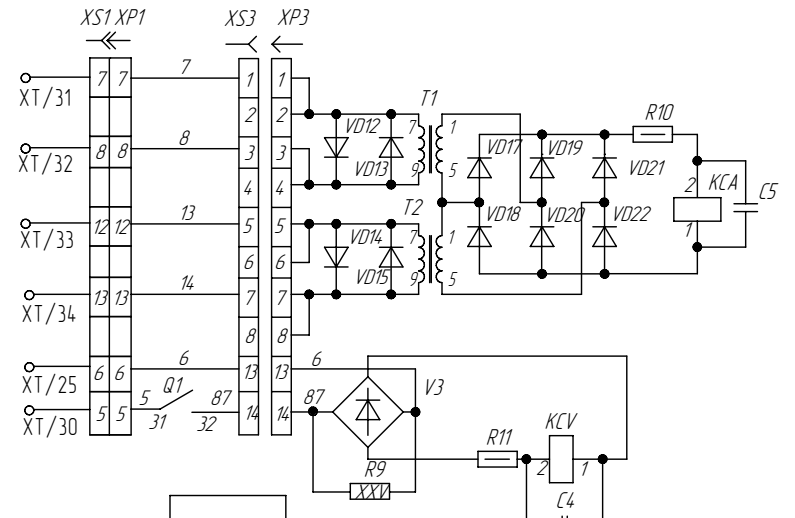 XS1 XP1 XS3 XP3
7 7 7 1 1
XT/31
2 2
T1
VD12 7 1
R10
8 8 8 3 3
VD17 VD19
XT/32
VD13 9 5
VD21
4 4
2 KCA C5
12 12 13 5 5
T2
VD18 VD20 VD22
XT/33
VD14 7 1
1
6 6
VD15 9 5
13 13 14 7 7
XT/34
8 8
6 6 6 13 13 6
XT/25
Q1
V3
5 5 5 87 14 14 87
XT/30
31 32
KCV
R11
2 1
R9
XXV
C4